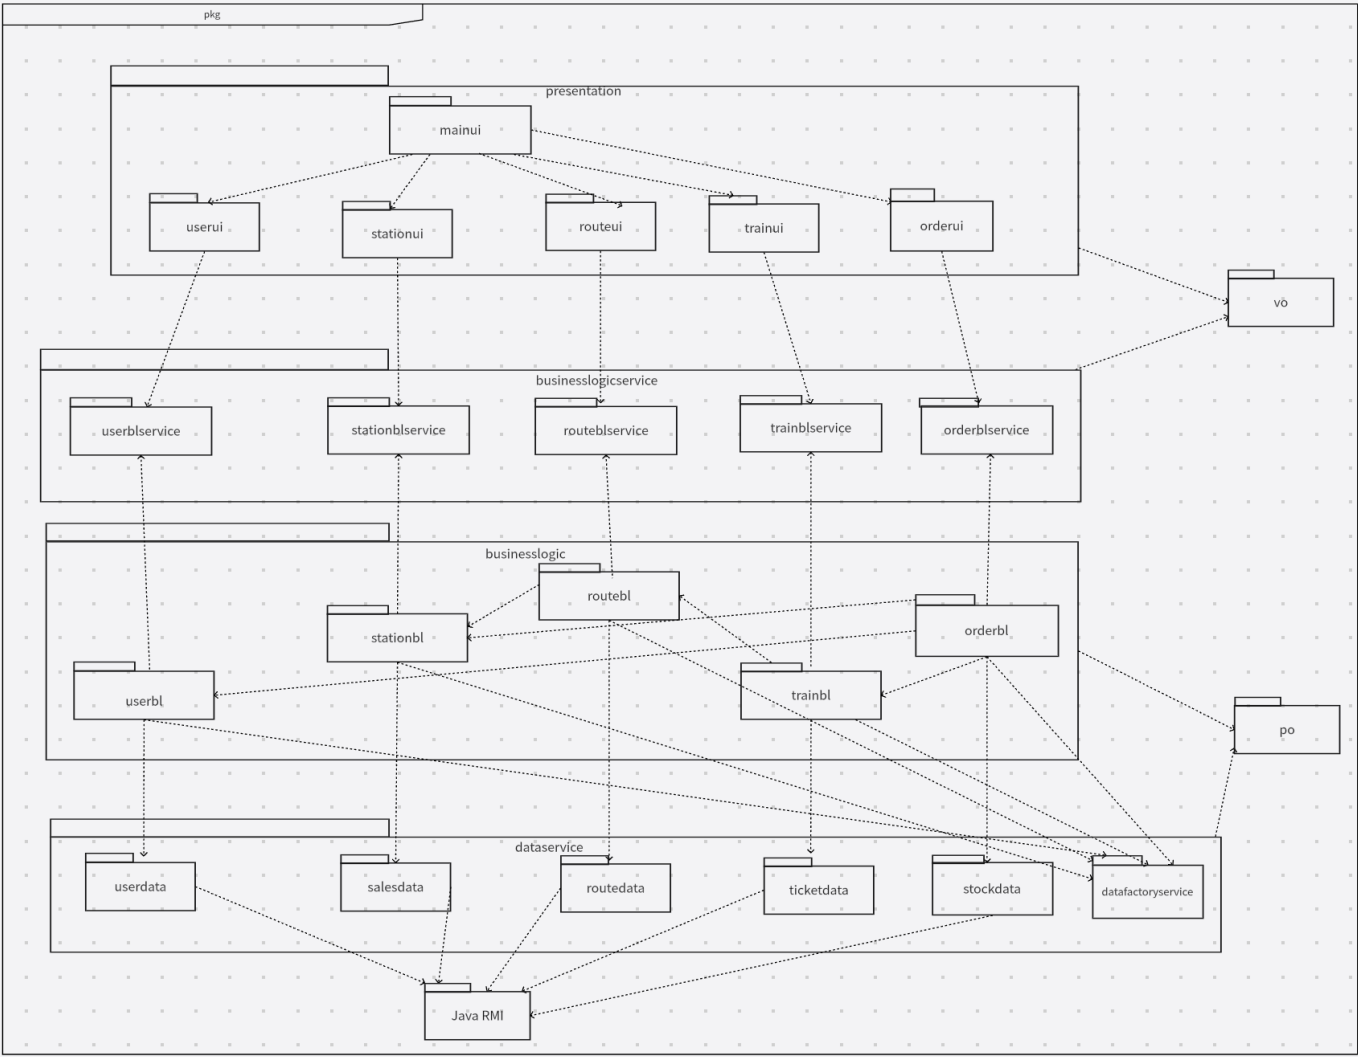 pkg
presentation
mainui
userui
stationui
routeui
trainui
orderui
vo
businesslogicservice
userblservice
stationblservice
routeblservice
trainblservice
orderblservice
businesslogic
routebl
stationbl
orderbl
userbl
trainbl
po
dataservice
userdata
salesdata
routedata
ticketdata
stockdata
datafactoryservice
Java RMI